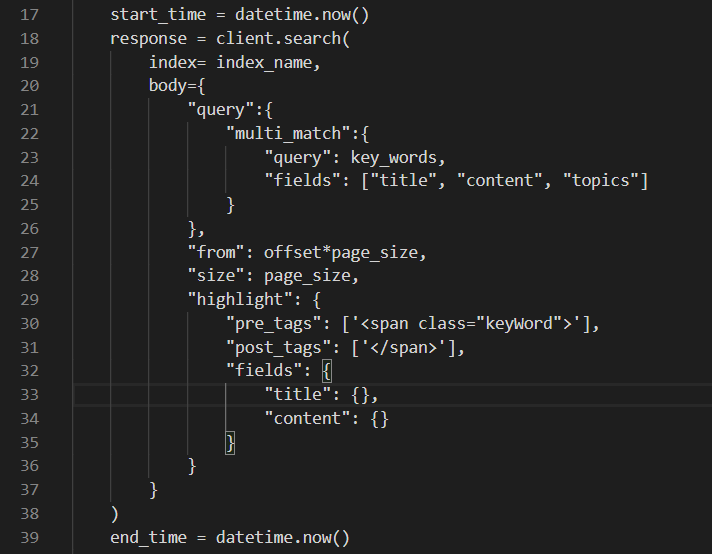 17 start_time = datetime.now()
18 response = client.search(
19 index= index_name,
20 body={
21 "query":{
22 "multi_match":{
23 "query": key_words,
24 "fields": ["title", "content", "topics"]
25 }
26 },
27 "from": offset*page_size,
28 "size": page_size,
29 "highlight": {
30 "pre_tags": ['<span class="keyWord">'],
31 "post_tags": ['</span>'],
32 "fields": {
33 "title": {},
34 "content": {}
35 }
36 }
37 }
38 )
39 end_time = datetime.now()